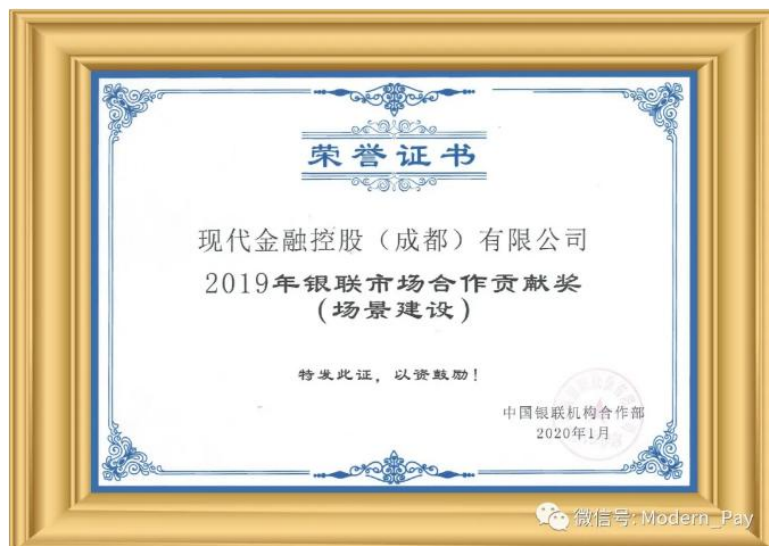 荣誉证书
现代金融控股（成都）有限公司
2019年银联市场合作贡献奖
(场景建设)
特发此证，以资鼓励！
中国银联机构合作部
2020年1月
微信号: Modern_Pay